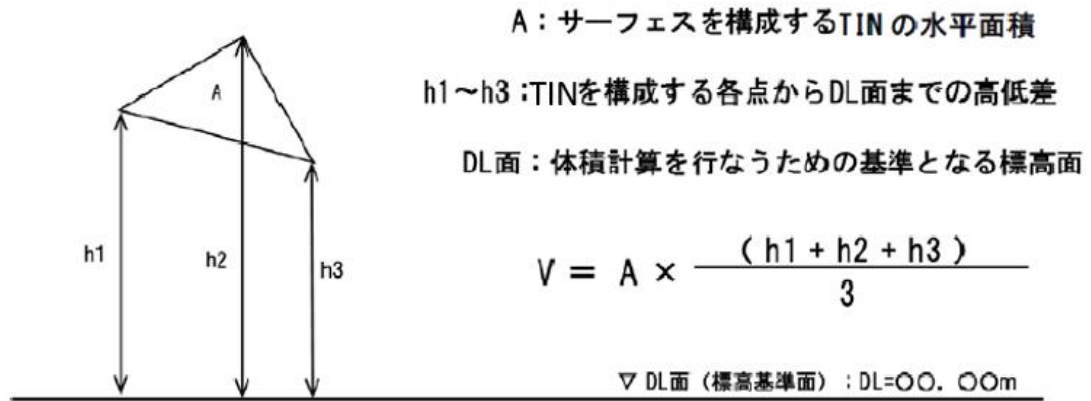 A：サーフェスを構成するTINの水平面積
A
h1～h3：TINを構成する各点からDL面までの高低差
DL面：体積計算を行なうための基準となる標高面
h1
h2
h3
V = A × (h1 + h2 + h3) / 3
▽ DL面（標高基準面）：DL=〇〇．〇〇m